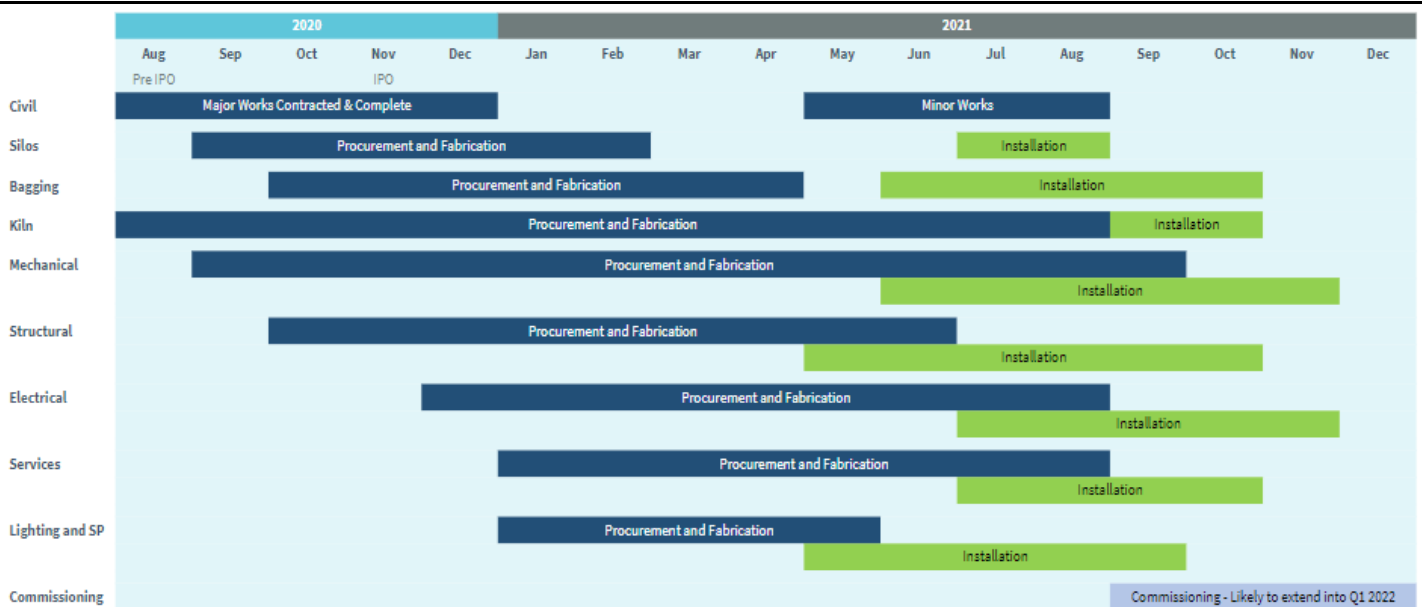 2020 2021
Aug Sep Oct Nov Dec Jan Feb Mar Apr May Jun Jul Aug Sep Oct Nov Dec
Pre IPO IPO
Civil Major Works Contracted & Complete Minor Works
Silos Procurement and Fabrication Installation
Bagging Procurement and Fabrication Installation
Kiln Procurement and Fabrication Installation
Mechanical Procurement and Fabrication
Installation
Structural Procurement and Fabrication
Installation
Electrical Procurement and Fabrication
Installation
Services Procurement and Fabrication
Installation
Lighting and SP Procurement and Fabrication
Installation
Commissioning Commissioning - Likely to extend into Q1 2022